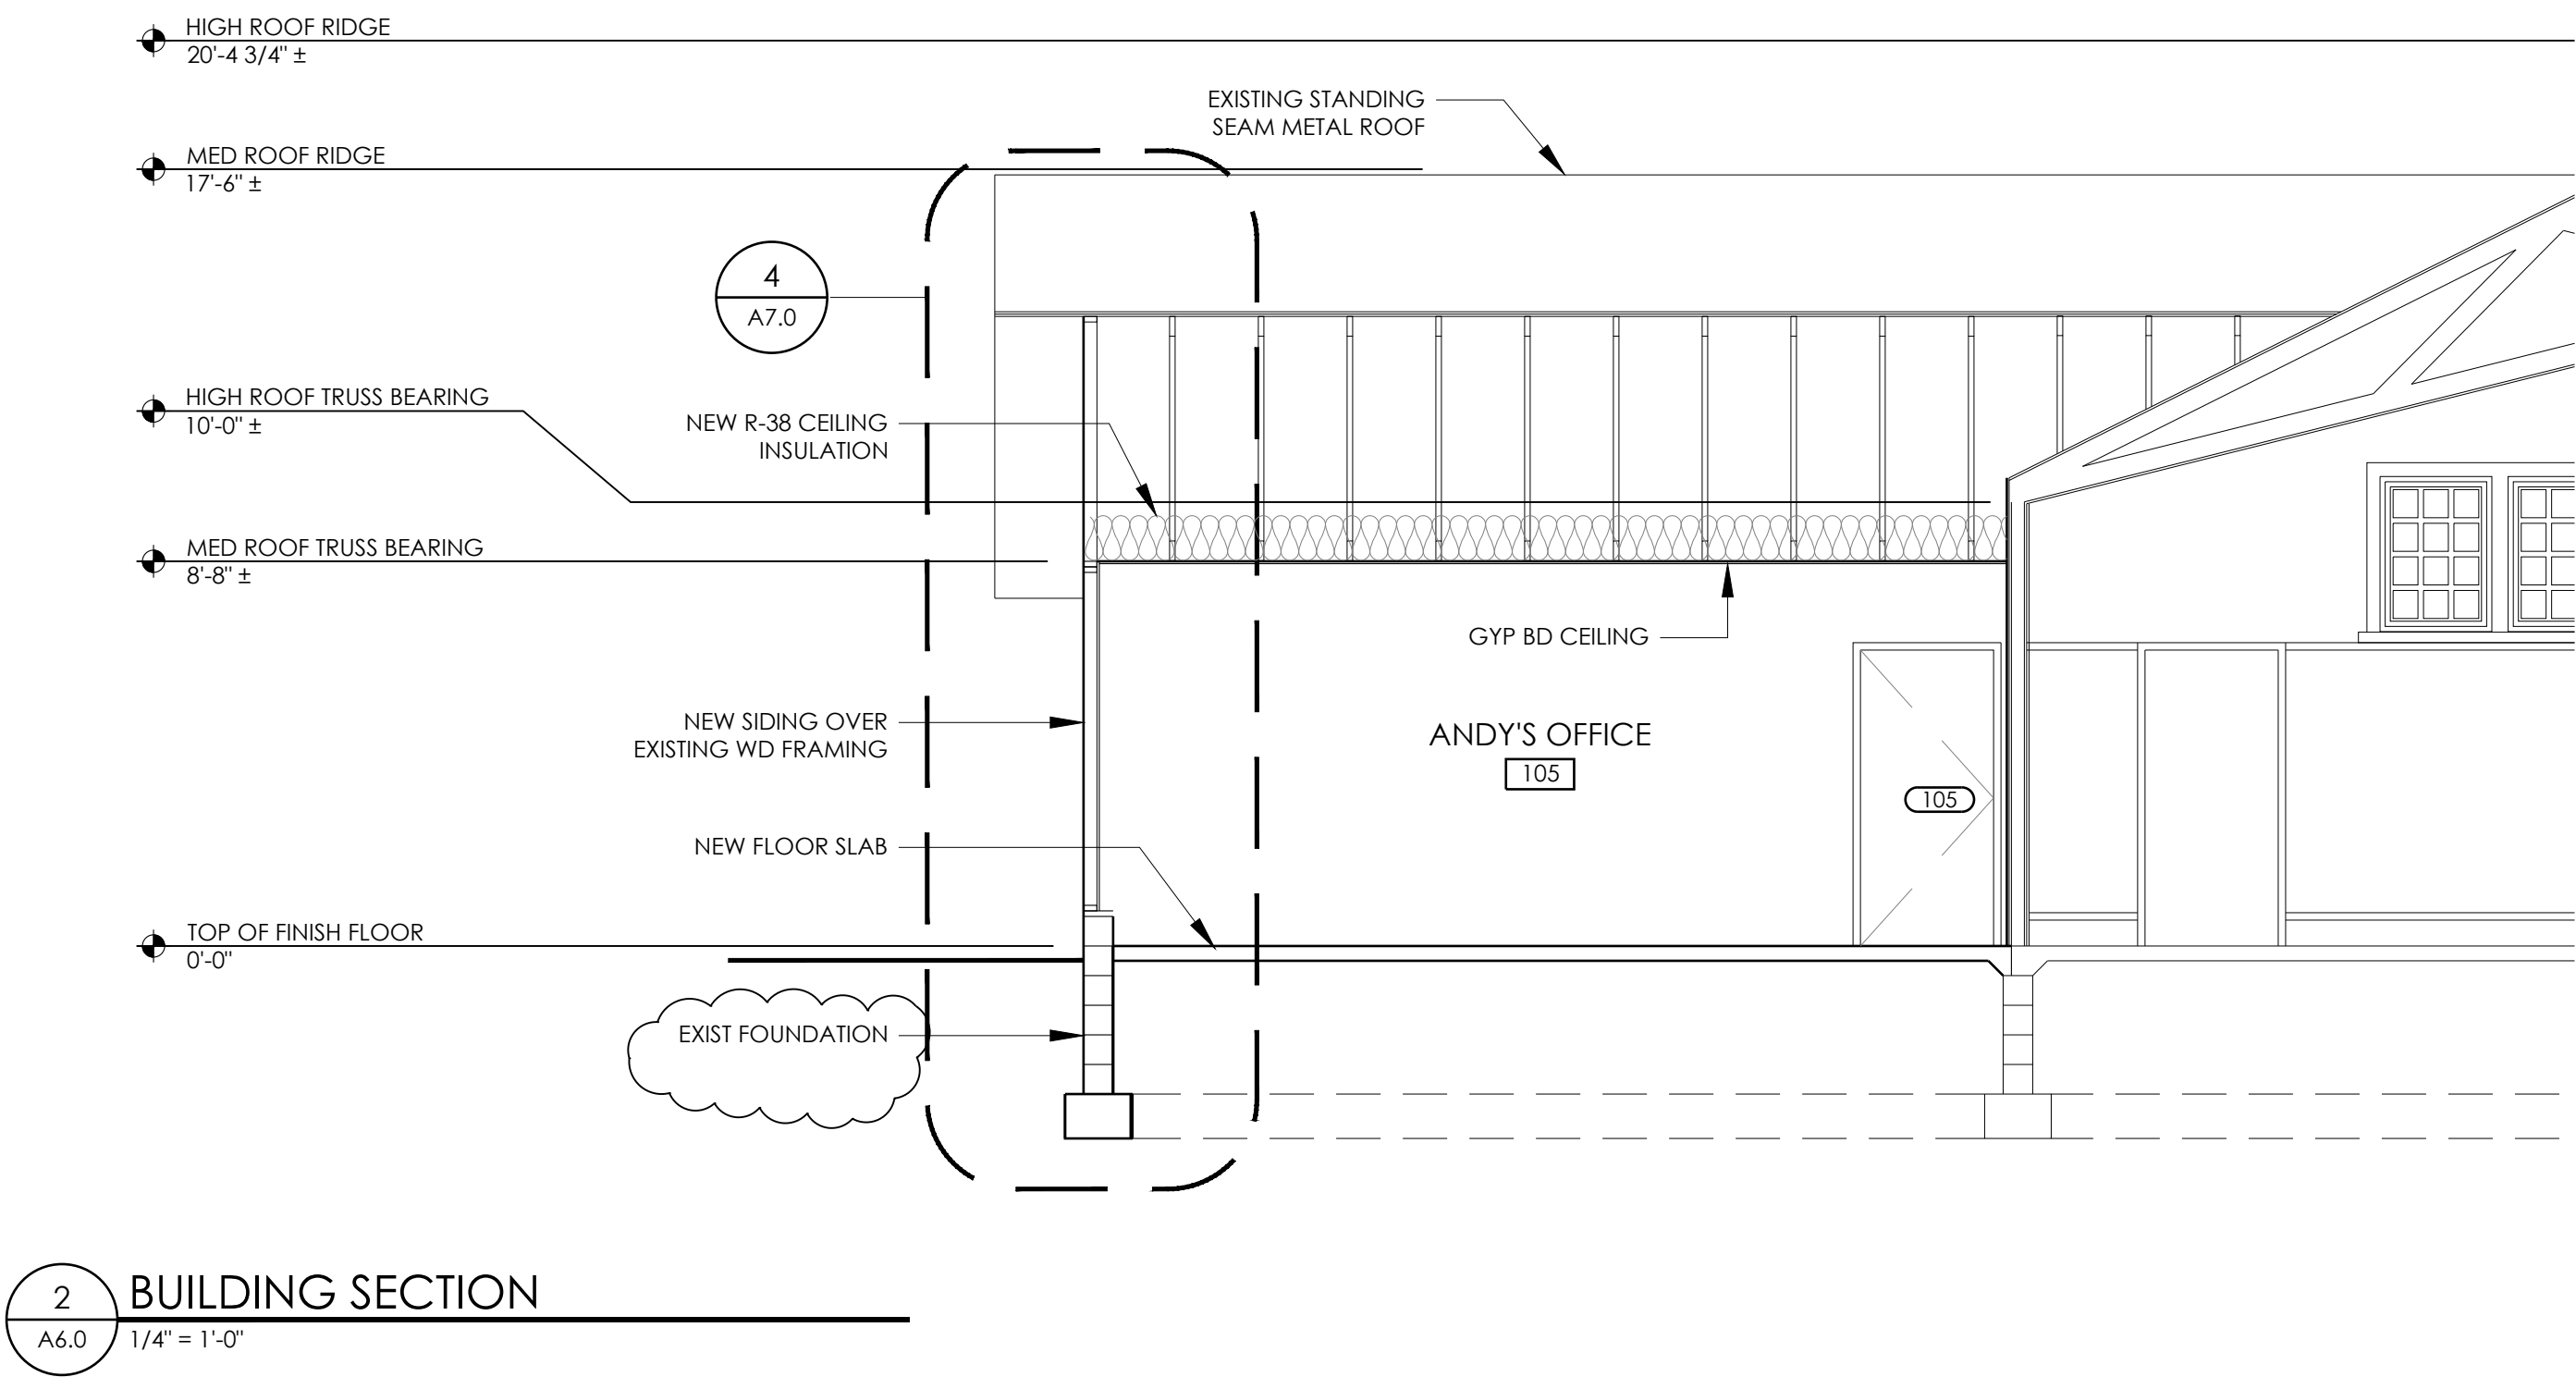 HIGH ROOF RIDGE
20'-4 3/4" ±
EXISTING STANDING
SEAM METAL ROOF
MED ROOF RIDGE
17'-6" ±
4
A7.0
HIGH ROOF TRUSS BEARING
10'-0" ±
NEW R-38 CEILING
INSULATION
MED ROOF TRUSS BEARING
8'-8" ±
GYP BD CEILING
NEW SIDING OVER
EXISTING WD FRAMING
ANDY'S OFFICE
105
105
NEW FLOOR SLAB
TOP OF FINISH FLOOR
0'-0"
EXIST FOUNDATION
2
A6.0
BUILDING SECTION
1/4" = 1'-0"